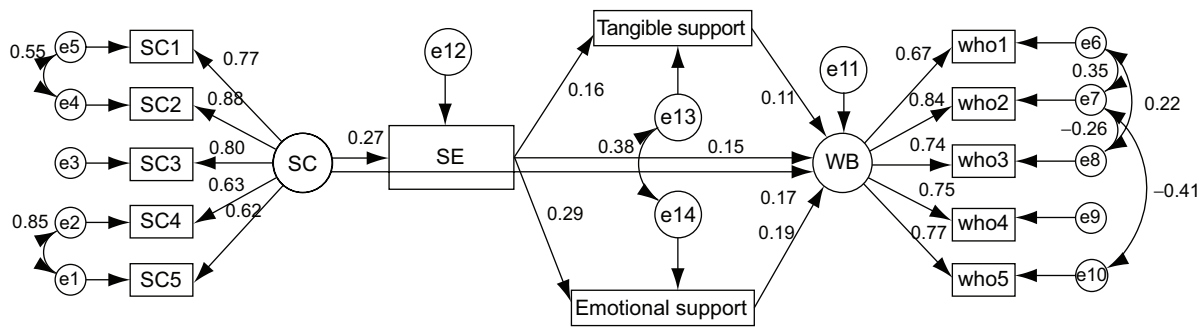 Tangible support
e5
SC1
0.55
0.77
e12
e11
0.67
who1
e6
0.16
0.11
0.35
e4
SC2
0.88
e13
0.84
who2
e7
0.22
0.27
SE
0.38
0.15
-0.26
e3
SC3
0.80
SC
WB
0.74
who3
e8
0.63
0.17
0.75
-0.41
0.85
e2
SC4
0.62
0.29
e14
0.19
0.77
who4
e9
e1
SC5
who5
e10
Emotional support